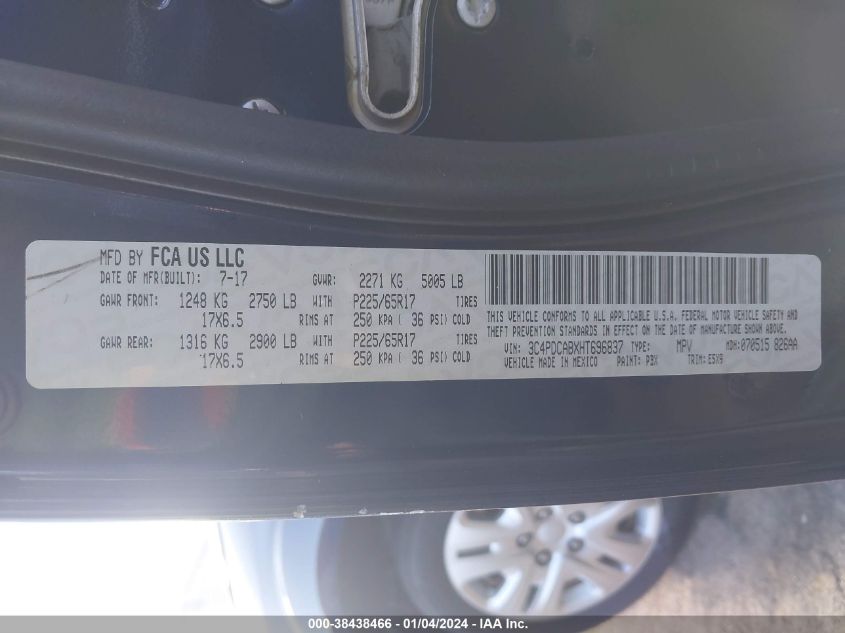 MFD BY FCA US LLC
DATE OF MFR(BUILT): 7-17 GVWR: 2271 KG 5005 LB
GAWR FRONT: 1248 KG 2750 LB WITH P225/65R17 TIRES
17X6.5 RIMS AT 250 KPA ( 36 PSI) COLD
GAWR REAR: 1316 KG 2900 LB WITH P225/65R17 TIRES
17X6.5 RIMS AT 250 KPA ( 36 PSI) COLD
THIS VEHICLE CONFORMS TO ALL APPLICABLE U.S.A. FEDERAL MOTOR VEHICLE SAFETY AND
THEFT PREVENTION STANDARDS IN EFFECT ON THE DATE OF MANUFACTURE SHOWN ABOVE.
VIN: 3C4PDCABXHT696837 TYPE: MPV MDH:070515 826AA
VEHICLE MADE IN MEXICO PAINT: PBX TRIM: E5X9
000-38438466 - 01/04/2024 - IAA Inc.